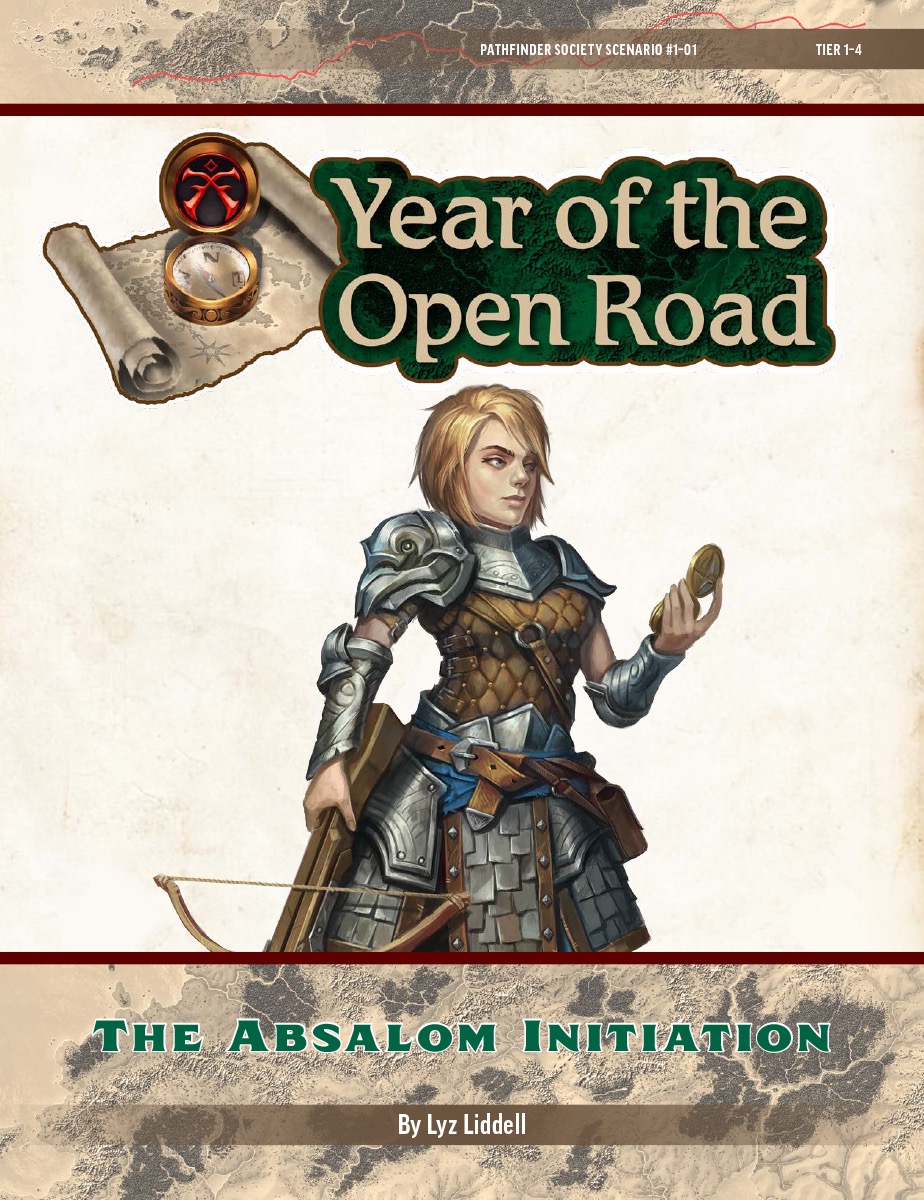 PATHFINDER SOCIETY SCENARIO #1–01 TIER 1–4
Year of the
Open Road
N
E
THE ABSALOM INITIATION
By Lyz Liddell